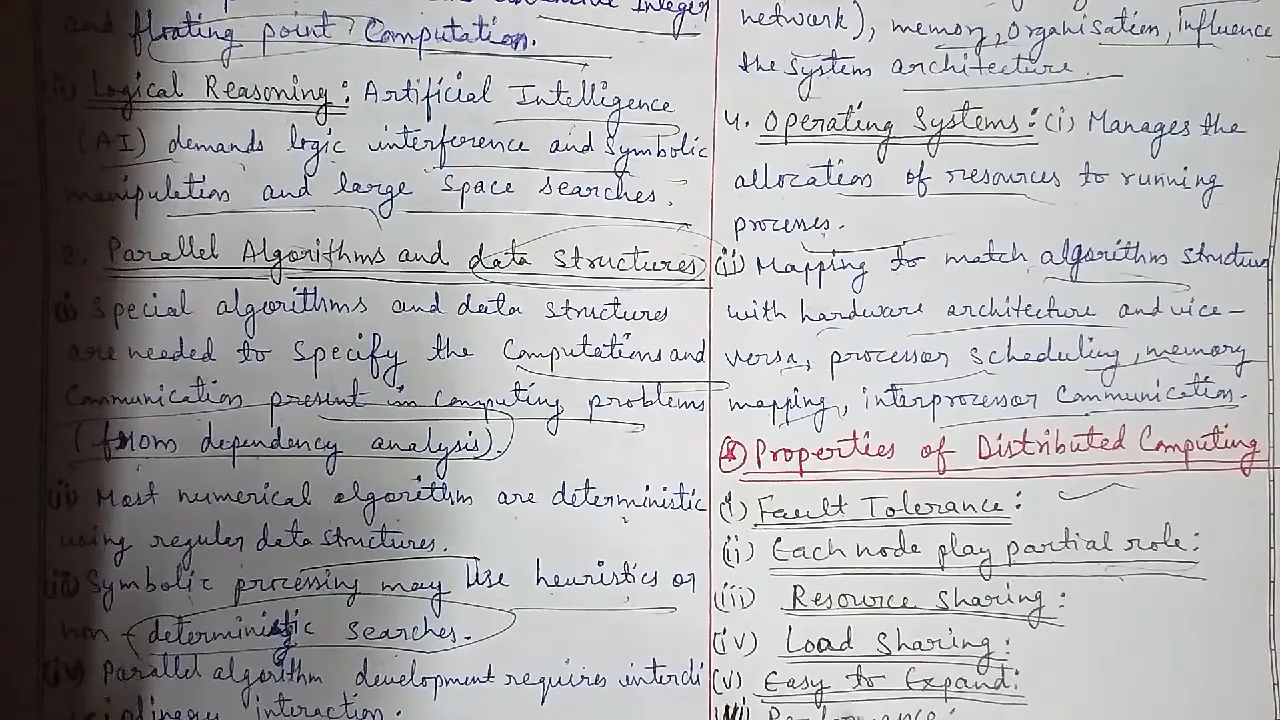 Integer
and floating point Computation.
(ii) Logical Reasoning: Artificial Intelligence
(AI) demands logic interference and Symbolic
manipulation and large space searches.
2. Parallel Algorithms and data structures
(i) Special algorithms and data structures
are needed to specify the Computations and
Communication present in computing problems
(from dependency analysis).
(ii) Most numerical algorithm are deterministic
using regular data structures.
(iii) Symbolic processing may Use heuristics or
non-deterministic searches.
(iv) Parallel algorithm development requires interdi
interaction.
network), memory, Organisation, Influence
the System architecture.
4. Operating Systems: (i) Manages the
allocation of resources to running
processes.
(ii) Mapping to match algorithm structure
with hardware architecture and vice-
versa, processor scheduling, memory
mapping, interprocessor Communication.
Properties of Distributed Computing
(i) Fault Tolerance:
(ii) Each node play partial role:
(iii) Resource Sharing:
(iv) Load Sharing:
(v) Easy to Expand: